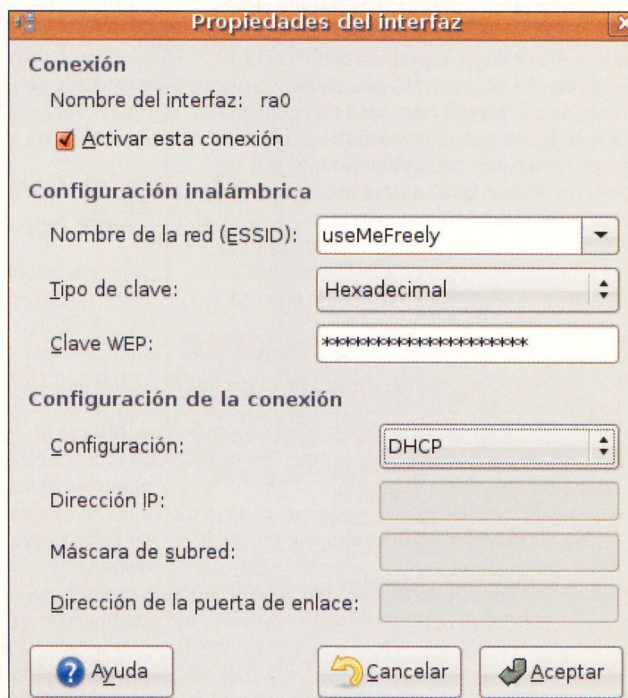 Propiedades del interfaz
Conexión
Nombre del interfaz: ra0
Activar esta conexión
Configuración inalámbrica
Nombre de la red (ESSID): useMeFreely
Tipo de clave: Hexadecimal
Clave WEP: *********************
Configuración de la conexión
Configuración: DHCP
Dirección IP:
Máscara de subred:
Dirección de la puerta de enlace:
Ayuda Cancelar Aceptar